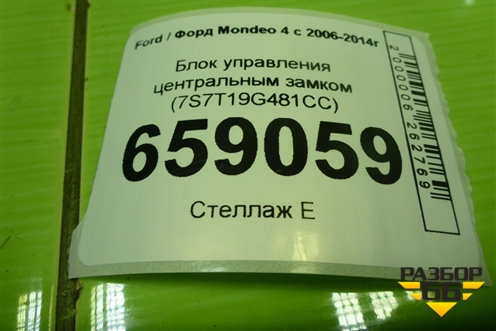 Ford / Форд Mondeo 4 с 2006-2014г
Блок управления
центральным замком
(7S7T19G481CC)
659059
Стеллаж Е
2000006262769
РАЗБОР
66